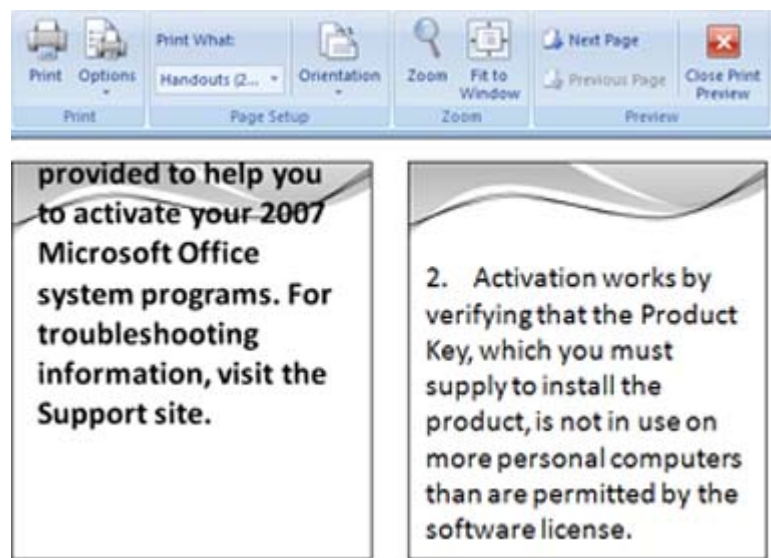 Print What:
Print Options Handouts (2... Orientation Zoom Fit to Window Next Page Previous Page Close Print Preview
Print Page Setup Zoom Preview
provided to help you
to activate your 2007
Microsoft Office
system programs. For
troubleshooting
information, visit the
Support site.
2. Activation works by
verifying that the Product
Key, which you must
supply to install the
product, is not in use on
more personal computers
than are permitted by the
software license.